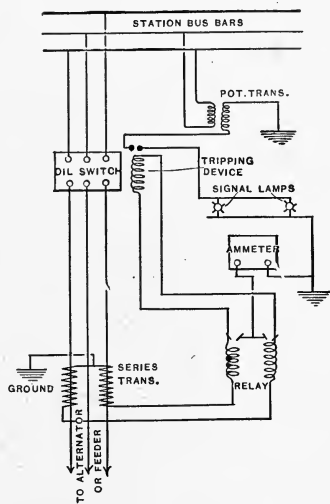 STATION BUS BARS
POT. TRANS.
OIL SWITCH
TRIPPING
DEVICE
SIGNAL LAMPS
AMMETER
SERIES
TRANS.
GROUND
RELAY
TO ALTERNATOR
OR FEEDER